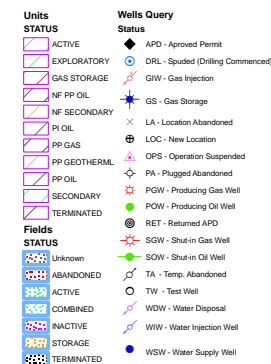 Units
STATUS
ACTIVE
EXPLORATORY
GAS STORAGE
NF PP OIL
NF SECONDARY
PI OIL
PP GAS
PP GEOTHERML
PP OIL
SECONDARY
TERMINATED
Fields
STATUS
Unknown
ABANDONED
ACTIVE
COMBINED
INACTIVE
STORAGE
TERMINATED
Wells Query
Status
APD - Aproved Permit
DRL - Spuded (Drilling Commenced)
GIW - Gas Injection
GS - Gas Storage
LA - Location Abandoned
LOC - New Location
OPS - Operation Suspended
PA - Plugged Abandoned
PGW - Producing Gas Well
POW - Producing Oil Well
RET - Returned APD
SGW - Shut-in Gas Well
SOW - Shut-in Oil Well
TA - Temp. Abandoned
TW - Test Well
WDW - Water Disposal
WIW - Water Injection Well
WSW - Water Supply Well